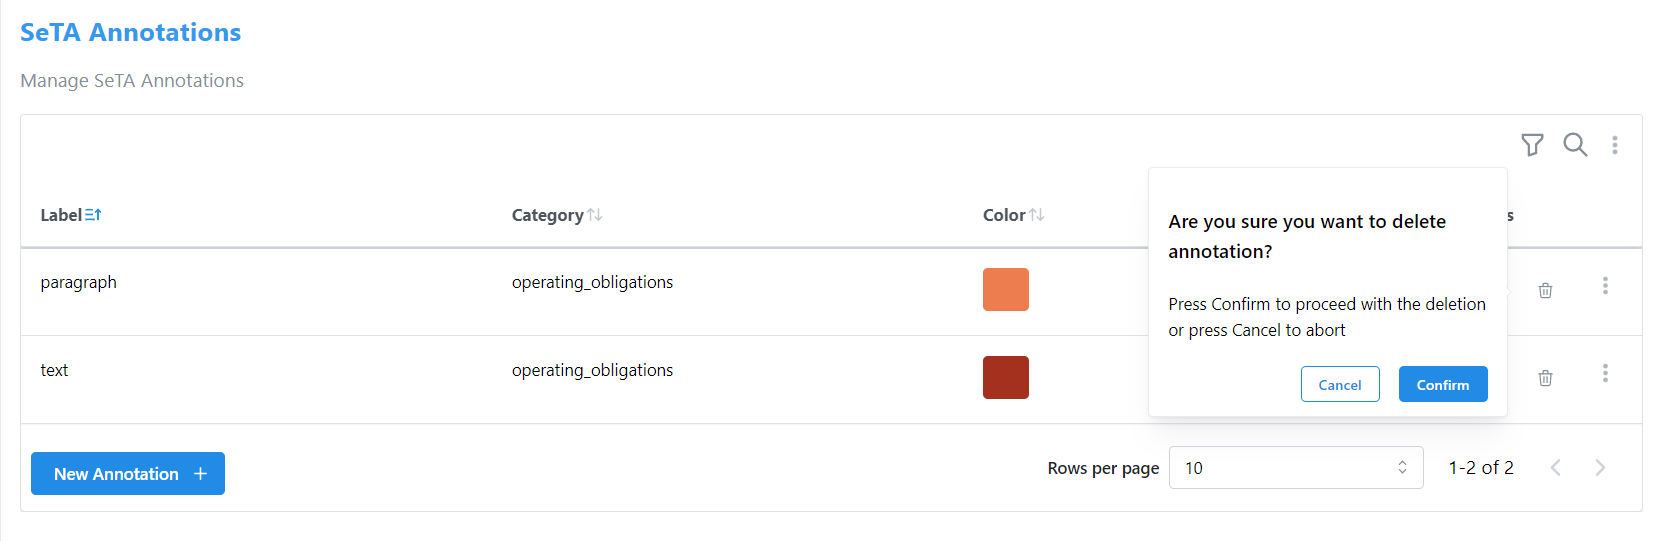 SeTA Annotations
Manage SeTA Annotations
Label
Category
Color
Are you sure you want to delete
annotation?
Press Confirm to proceed with the deletion
or press Cancel to abort
Cancel
Confirm
paragraph
operating_obligations
text
operating_obligations
New Annotation +
Rows per page
10
1-2 of 2